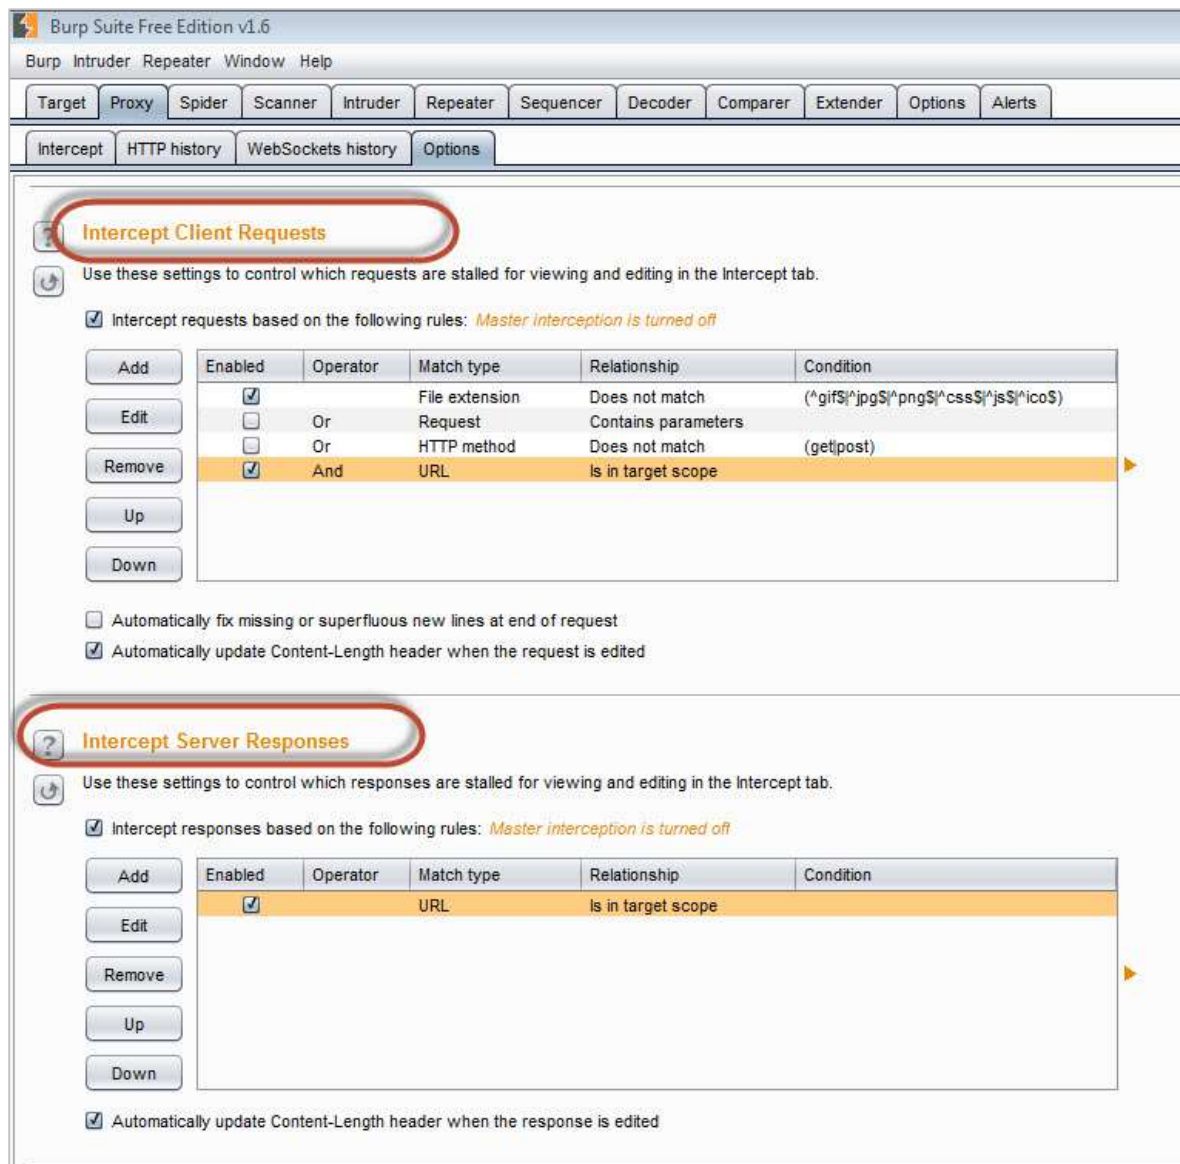 Burp Suite Free Edition v1.6
Burp Intruder Repeater Window Help
Target Proxy Spider Scanner Intruder Repeater Sequencer Decoder Comparer Extender Options Alerts
Intercept HTTP history WebSockets history Options
? Intercept Client Requests
Use these settings to control which requests are stalled for viewing and editing in the Intercept tab.
Intercept requests based on the following rules: Master interception is turned off
Add Enabled Operator Match type Relationship Condition
File extension Does not match (^gif$|^jpg$|^png$|^css$|^js$|^ico$)
Edit Or Request Contains parameters
Or HTTP method Does not match (get|post)
Remove And URL Is in target scope
Up
Down
Automatically fix missing or superfluous new lines at end of request
Automatically update Content-Length header when the request is edited
? Intercept Server Responses
Use these settings to control which responses are stalled for viewing and editing in the Intercept tab.
Intercept responses based on the following rules: Master interception is turned off
Add Enabled Operator Match type Relationship Condition
URL Is in target scope
Edit
Remove
Up
Down
Automatically update Content-Length header when the response is edited